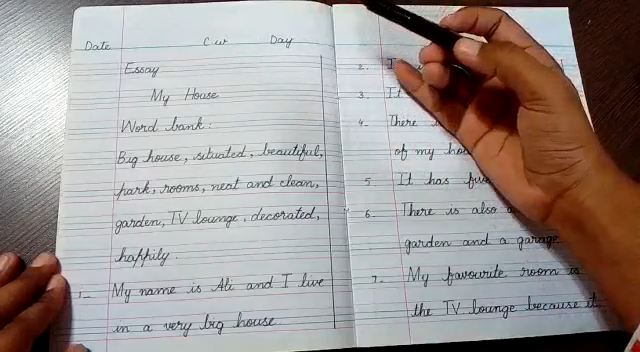 Date C.w Day
Essay
My House
Word bank:
Big house, situated, beautiful,
park, rooms, neat and clean,
garden, TV lounge, decorated,
happily.
1_ My name is Ali and I live
in a very big house.
2.
3. It
4. There
of my
5. It has
6. There is also a
garden and a garage
7. My favourite room is
the TV lounge because it